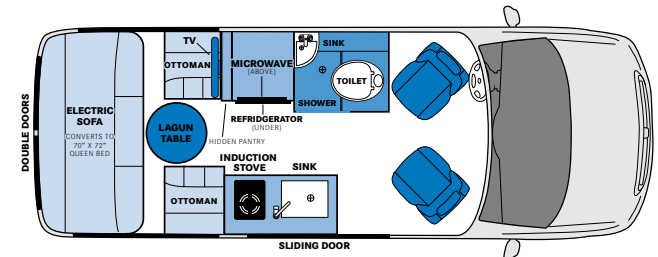 DOUBLE DOORS
ELECTRIC
SOFA
CONVERTS TO
70" X 72"
QUEEN BED
TV
OTTOMAN
MICROWAVE
(ABOVE)
SINK
TOILET
SHOWER
REFRIDGERATOR
(UNDER)
HIDDEN PANTRY
LAGUN
TABLE
INDUCTION
STOVE
SINK
OTTOMAN
SLIDING DOOR